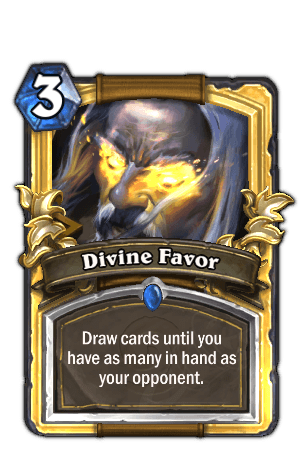 3
Divine Favor
Draw cards until you
have as many in hand as
your opponent.